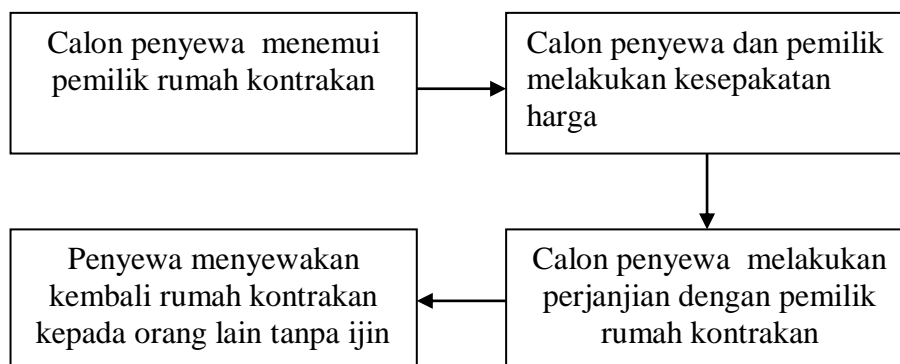 Calon penyewa menemui
pemilik rumah kontrakan
Calon penyewa dan pemilik
melakukan kesepakatan
harga
Calon penyewa melakukan
perjanjian dengan pemilik
rumah kontrakan
Penyewa menyewakan
kembali rumah kontrakan
kepada orang lain tanpa ijin